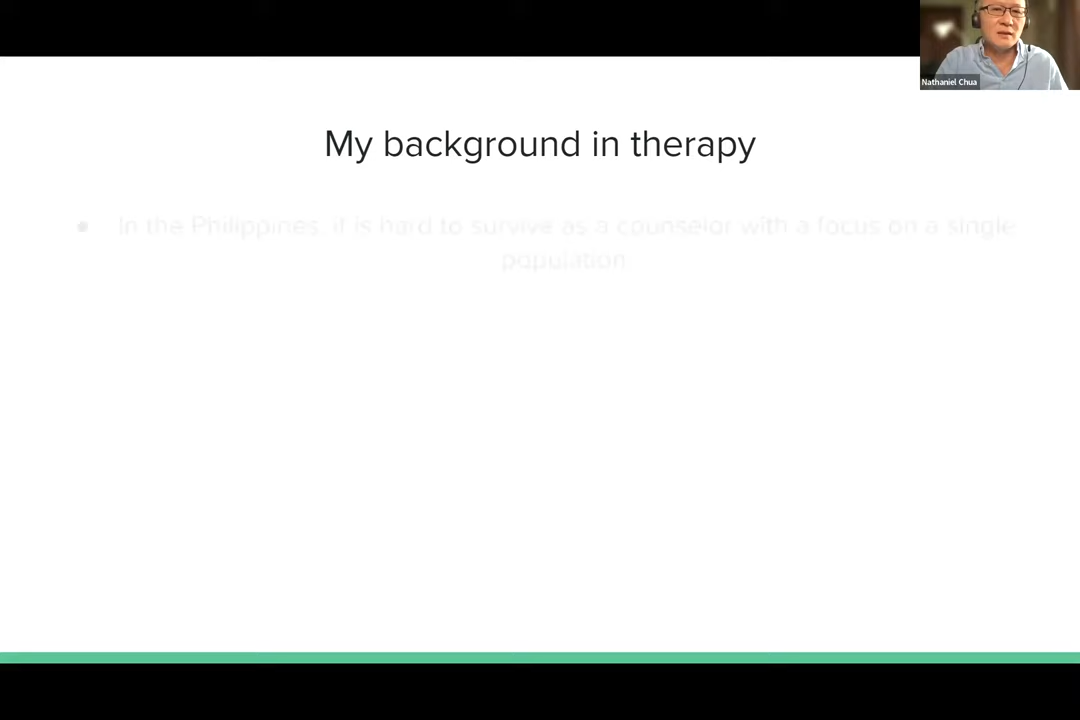 Nathaniel Chua
My background in therapy
● In the Philippines, it is hard to survive as a counselor with a focus on a single
population